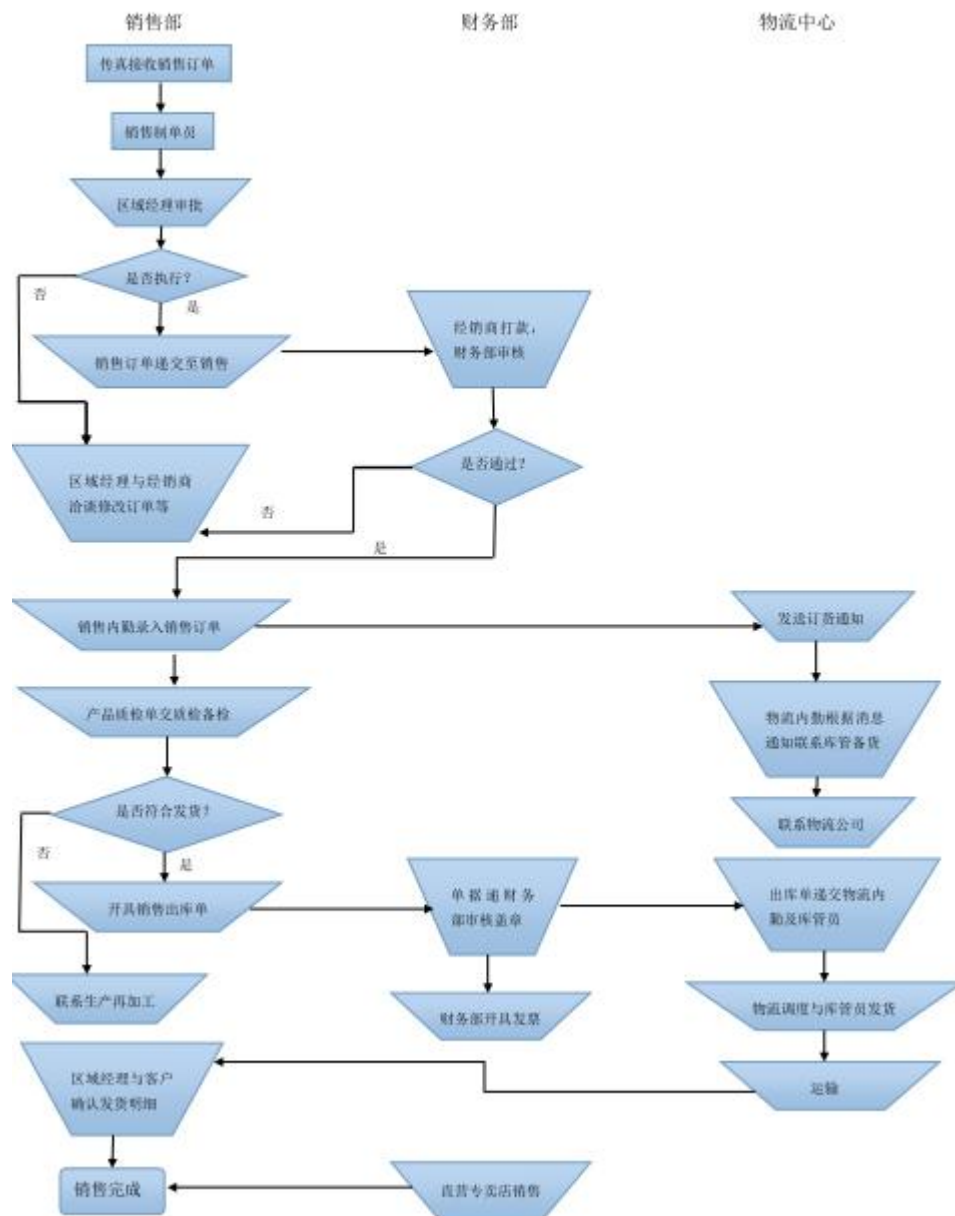 销售部
财务部
物流中心
传真接收销售订单
销售制单员
区域经理审批
是否执行？
否
是
销售订单递交至销售
经销商打款，
财务部审核
区域经理与经销商
洽谈修改订单等
是否通过？
否
是
销售内勤录入销售订单
发送订货通知
产品质检单交质检备检
物流内勤根据消息
通知联系库管备货
是否符合发货？
联系物流公司
否
是
开具销售出库单
单据递财务
部审核盖章
出库单递交物流内
勤及库管员
联系生产再加工
财务部开具发票
物流调度与库管员发货
区域经理与客户
确认发货明细
运输
销售完成
直营专卖店销售